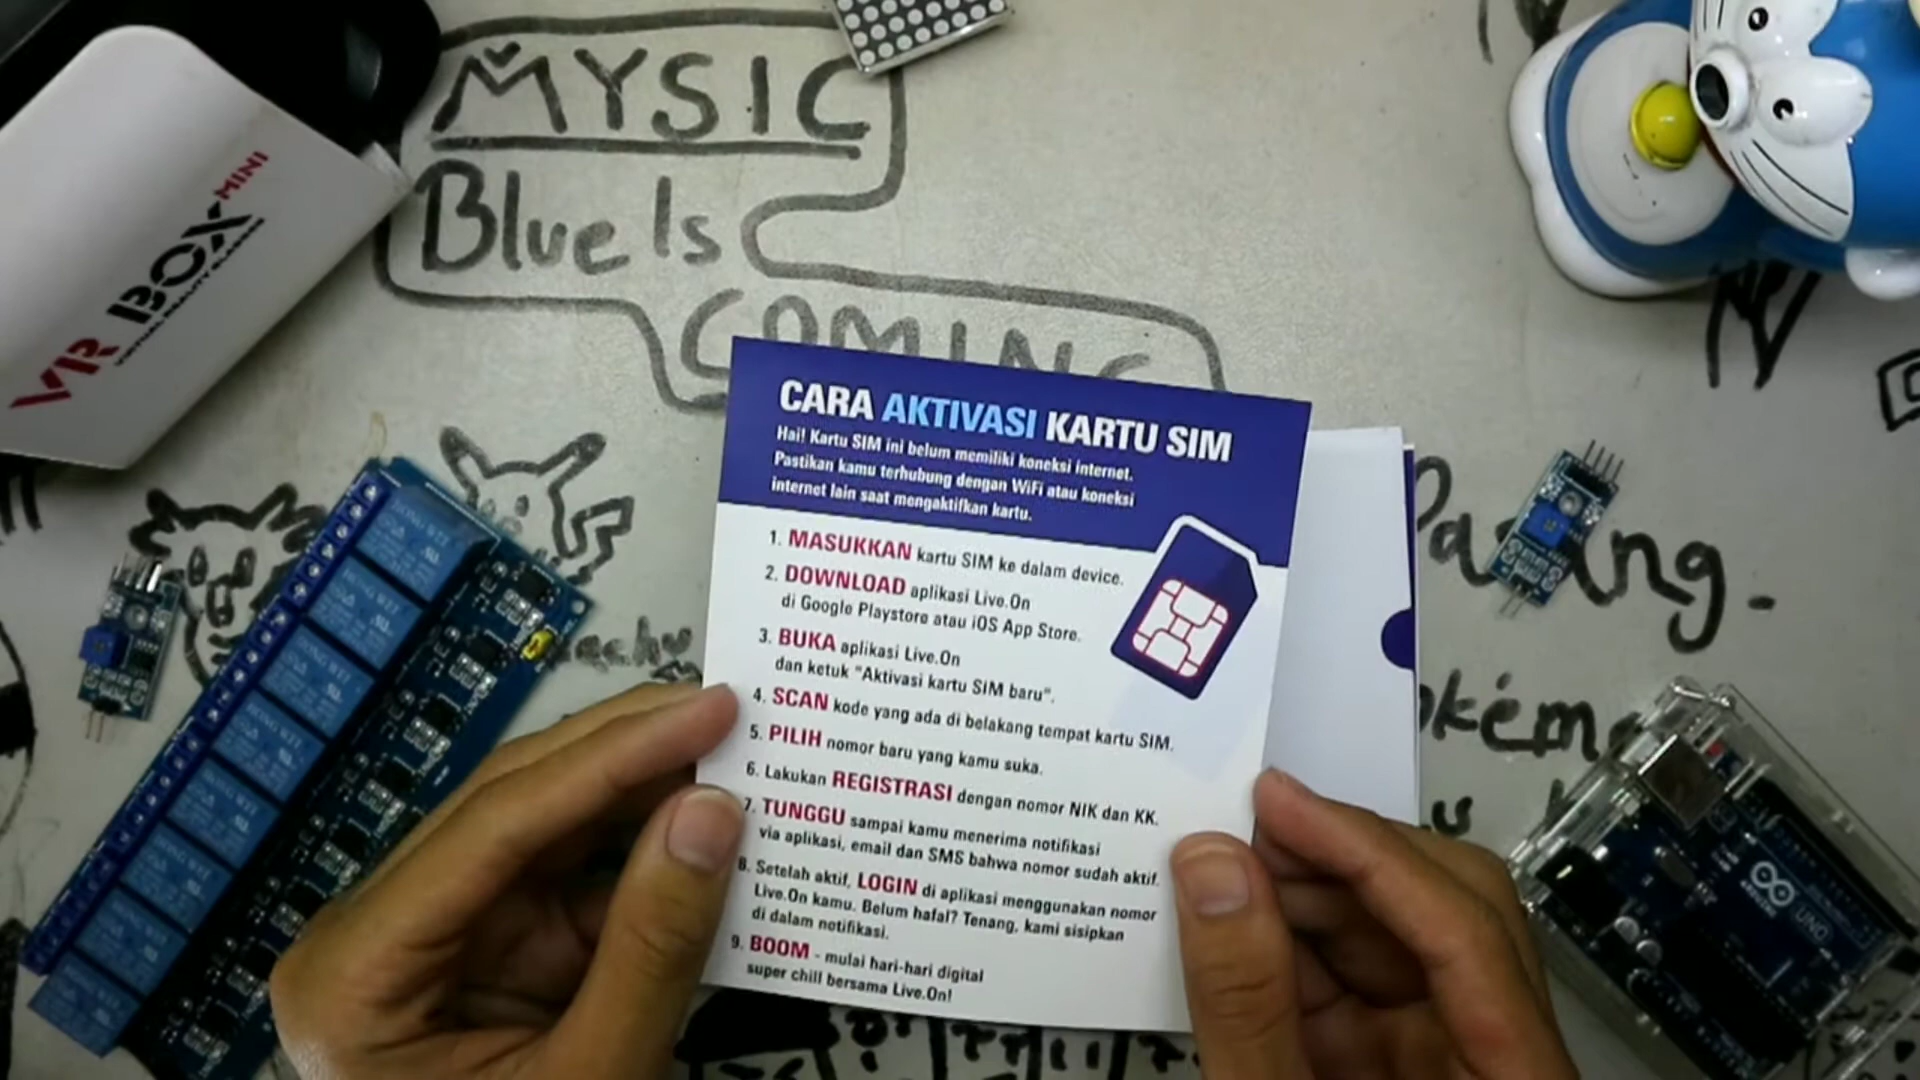 MYSIC
Blue Is
COMING
VR BOX MINI
VIRTUAL REALITY GLASSES
CARA AKTIVASI KARTU SIM
Hai! Kartu SIM ini belum memiliki koneksi internet.
Pastikan kamu terhubung dengan WiFi atau koneksi
internet lain saat mengaktifkan kartu.
1. MASUKKAN kartu SIM ke dalam device.
2. DOWNLOAD aplikasi Live.On
di Google Playstore atau iOS App Store.
3. BUKA aplikasi Live.On
dan ketuk "Aktivasi kartu SIM baru".
4. SCAN kode yang ada di belakang tempat kartu SIM.
5. PILIH nomor baru yang kamu suka.
6. Lakukan REGISTRASI dengan nomor NIK dan KK.
7. TUNGGU sampai kamu menerima notifikasi
via aplikasi, email dan SMS bahwa nomor sudah aktif.
8. Setelah aktif, LOGIN di aplikasi menggunakan nomor
Live.On kamu. Belum hafal? Tenang, kami sisipkan
di dalam notifikasi.
9. BOOM - mulai hari-hari digital
super chill bersama Live.On!
UNO